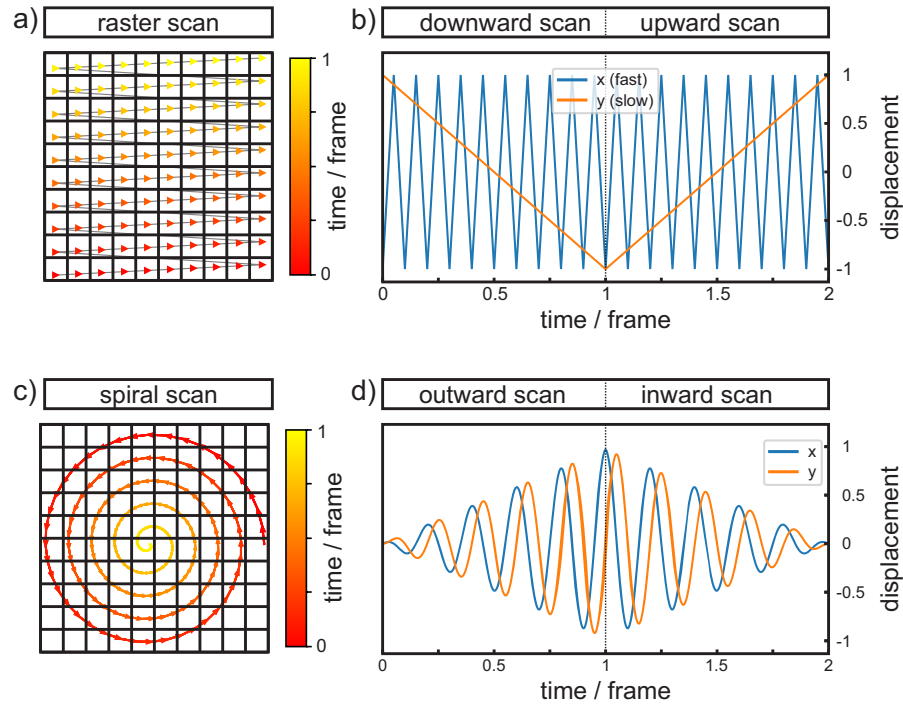 a) raster scan
1
time / frame
0
b) downward scan upward scan
x (fast)
y (slow)
1
0.5
0
-0.5
-1
displacement
0 0.5 1 1.5 2
time / frame
c) spiral scan
1
time / frame
0
d) outward scan inward scan
x
y
1
0.5
0
-0.5
-1
displacement
0 0.5 1 1.5 2
time / frame